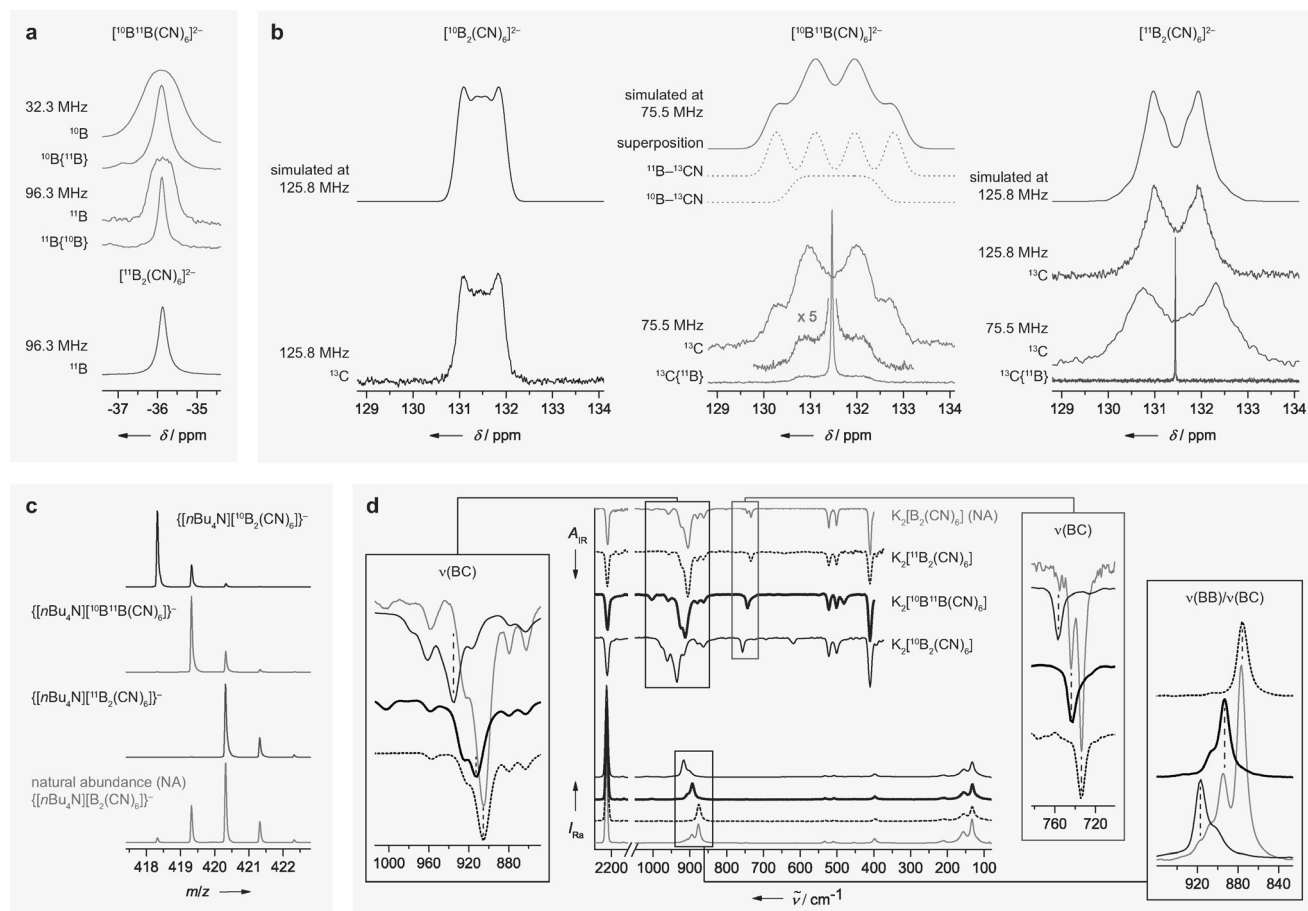 a
[¹⁰B¹¹B(CN)₆]²⁻
32.3 MHz
¹⁰B
¹⁰B{¹¹B}
96.3 MHz
¹¹B
¹¹B{¹⁰B}
[¹¹B₂(CN)₆]²⁻
96.3 MHz
¹¹B
-37 -36 -35
δ / ppm
b
[¹⁰B₂(CN)₆]²⁻
simulated at
125.8 MHz
125.8 MHz
¹³C
129 130 131 132 133 134
δ / ppm
[¹⁰B¹¹B(CN)₆]²⁻
simulated at
75.5 MHz
superposition
¹¹B–¹³CN
¹⁰B–¹³CN
x 5
75.5 MHz
¹³C
¹³C{¹¹B}
129 130 131 132 133 134
δ / ppm
[¹¹B₂(CN)₆]²⁻
simulated at
125.8 MHz
125.8 MHz
¹³C
75.5 MHz
¹³C
¹³C{¹¹B}
129 130 131 132 133 134
δ / ppm
c
{[nBu₄N][¹⁰B₂(CN)₆]}⁻
{[nBu₄N][¹⁰B¹¹B(CN)₆]}⁻
{[nBu₄N][¹¹B₂(CN)₆]}⁻
natural abundance (NA)
{[nBu₄N][B₂(CN)₆]}⁻
418 419 420 421 422
m/z
d
ν(BC)
1000 960 920 880
A_IR
K₂[B₂(CN)₆] (NA)
K₂[¹¹B₂(CN)₆]
K₂[¹⁰B¹¹B(CN)₆]
K₂[¹⁰B₂(CN)₆]
I_Ra
2200 1000 900 800 700 600 500 400 300 200 100
ν̃ / cm⁻¹
ν(BC)
760 720
ν(BB)/ν(BC)
920 880 840